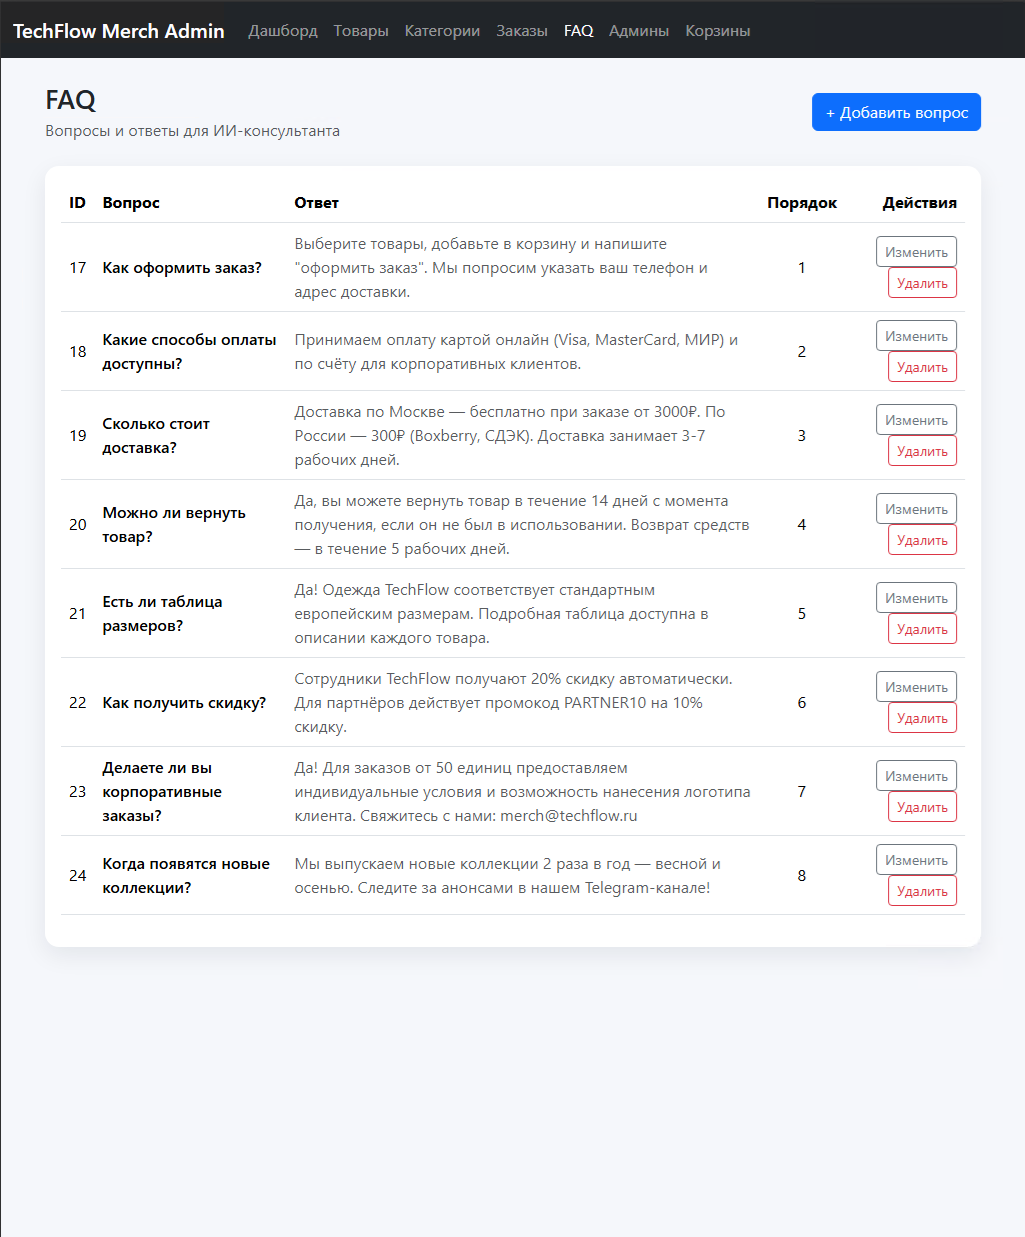 TechFlow Merch Admin Дашборд Товары Категории Заказы FAQ Админы Корзины
FAQ
Вопросы и ответы для ИИ-консультанта
+ Добавить вопрос
ID Вопрос Ответ Порядок Действия
17
Как оформить заказ?
Выберите товары, добавьте в корзину и напишите
"оформить заказ". Мы попросим указать ваш телефон и
адрес доставки.
1
Изменить
Удалить
18
Какие способы оплаты
доступны?
Принимаем оплату картой онлайн (Visa, MasterCard, МИР) и
по счёту для корпоративных клиентов.
2
Изменить
Удалить
19
Сколько стоит
доставка?
Доставка по Москве — бесплатно при заказе от 3000₽. По
России — 300₽ (Boxberry, СДЭК). Доставка занимает 3-7
рабочих дней.
3
Изменить
Удалить
20
Можно ли вернуть
товар?
Да, вы можете вернуть товар в течение 14 дней с момента
получения, если он не был в использовании. Возврат средств
— в течение 5 рабочих дней.
4
Изменить
Удалить
21
Есть ли таблица
размеров?
Да! Одежда TechFlow соответствует стандартным
европейским размерам. Подробная таблица доступна в
описании каждого товара.
5
Изменить
Удалить
22
Как получить скидку?
Сотрудники TechFlow получают 20% скидку автоматически.
Для партнёров действует промокод PARTNER10 на 10%
скидку.
6
Изменить
Удалить
23
Делаете ли вы
корпоративные
заказы?
Да! Для заказов от 50 единиц предоставляем
индивидуальные условия и возможность нанесения логотипа
клиента. Свяжитесь с нами: merch@techflow.ru
7
Изменить
Удалить
24
Когда появятся новые
коллекции?
Мы выпускаем новые коллекции 2 раза в год — весной и
осенью. Следите за анонсами в нашем Telegram-канале!
8
Изменить
Удалить